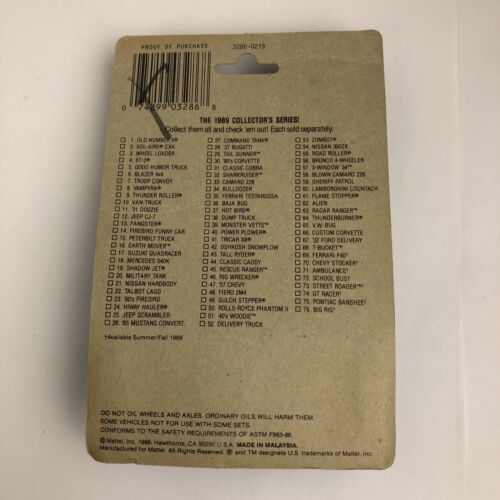 PROOF OF PURCHASE
3286-0219
0 74299 03286 8
THE 1989 COLLECTOR'S SERIES!
Collect them all and check 'em out! Each sold separately.
1. OLD NUMBER 5®
2. SOL-AIRE® CX4
3. WHEEL LOADER®
4. XT-3®
5. GOOD HUMOR TRUCK
6. BLAZER 4x4
7. TROOP CONVOY
8. VAMPYRA®
9. THUNDER ROLLER®
10. VAN-TRUCK
11. '31 DOOZIE
12. JEEP CJ-7
13. FANGSTER®
14. FIREBIRD FUNNY CAR
15. PETERBILT TRUCK
16. EARTH MOVER™
17. SUZUKI QUADRACER
18. MERCEDES 540K
19. SHADOW JET®
20. MILITARY TANK
21. NISSAN HARDBODY
22. TALBOT LAGO
23. '80's FIREBIRD
24. HIWAY HAULER®
25. JEEP SCRAMBLER
26. '65 MUSTANG CONVERT.
27. COMMAND TANK®
28. '37 BUGATTI
29. TAIL GUNNER™
30. '80's CORVETTE
31. CLASSIC COBRA
32. SHARKRUISER™
33. CAMARO Z28
34. BULLDOZER
35. FERRARI TESTAROSSA
36. BAJA BUG
37. HOT BIRD®
38. DUMP TRUCK
39. MONSTER VETTE™
40. POWER PLOWER®
41. TRICAR X8®
42. OSHKOSH SNOWPLOW
43. TALL RYDER®
44. CLASSIC CADDY
45. RESCUE RANGER™
46. RIG WRECKER®
47. '57 CHEVY
48. FIERO 2M4
49. GULCH STEPPER®
50. ROLLS-ROYCE PHANTOM II
51. '40's WOODIE™
52. DELIVERY TRUCK
53. ZOMBOT®
54. NISSAN 300ZX
55. ROAD ROLLER®
56. BRONCO 4-WHEELER
57. 3-WINDOW '34™
58. BLOWN CAMARO Z28
59. SHERIFF PATROL
60. LAMBORGHINI COUNTACH
61. FLAME STOPPER®
62. ALIEN
63. RADAR RANGER™
64. THUNDERBURNER®
65. V.W. BUG
66. CUSTOM CORVETTE
67. '32 FORD DELIVERY
68. T-BUCKET™
69. FERRARI F40†
70. CHEVY STOCKER†
71. AMBULANCE†
72. SCHOOL BUS†
73. STREET ROADER™†
74. GT RACER†
75. PONTIAC BANSHEE†
76. BIG RIG†
†Available Summer/Fall 1989
DO NOT OIL WHEELS AND AXLES. ORDINARY OILS WILL HARM THEM.
SOME VEHICLES NOT FOR USE WITH SOME SETS.
CONFORMS TO THE SAFETY REQUIREMENTS OF ASTM F963-86.
© Mattel, Inc. 1988. Hawthorne, CA 90250 U.S. MADE IN MALAYSIA.
Manufactured for Mattel. All Rights Reserved. ® and TM designate U.S. trademarks of Mattel, Inc.